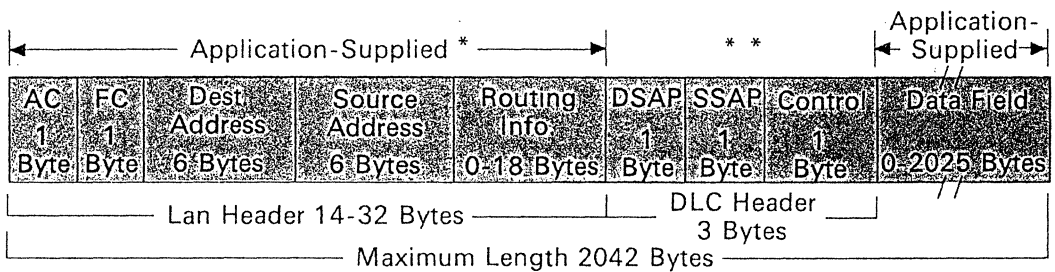 Application-
Application-Supplied *
* *
Supplied
AC
1
Byte
FC
1
Byte
Dest.
Address
6 Bytes
Source
Address
6 Bytes
Routing
Info.
0-18 Bytes
DSAP
1
Byte
SSAP
1
Byte
Control
1
Byte
Data Field
0-2025 Bytes
Lan Header 14-32 Bytes
DLC Header
3 Bytes
Maximum Length 2042 Bytes